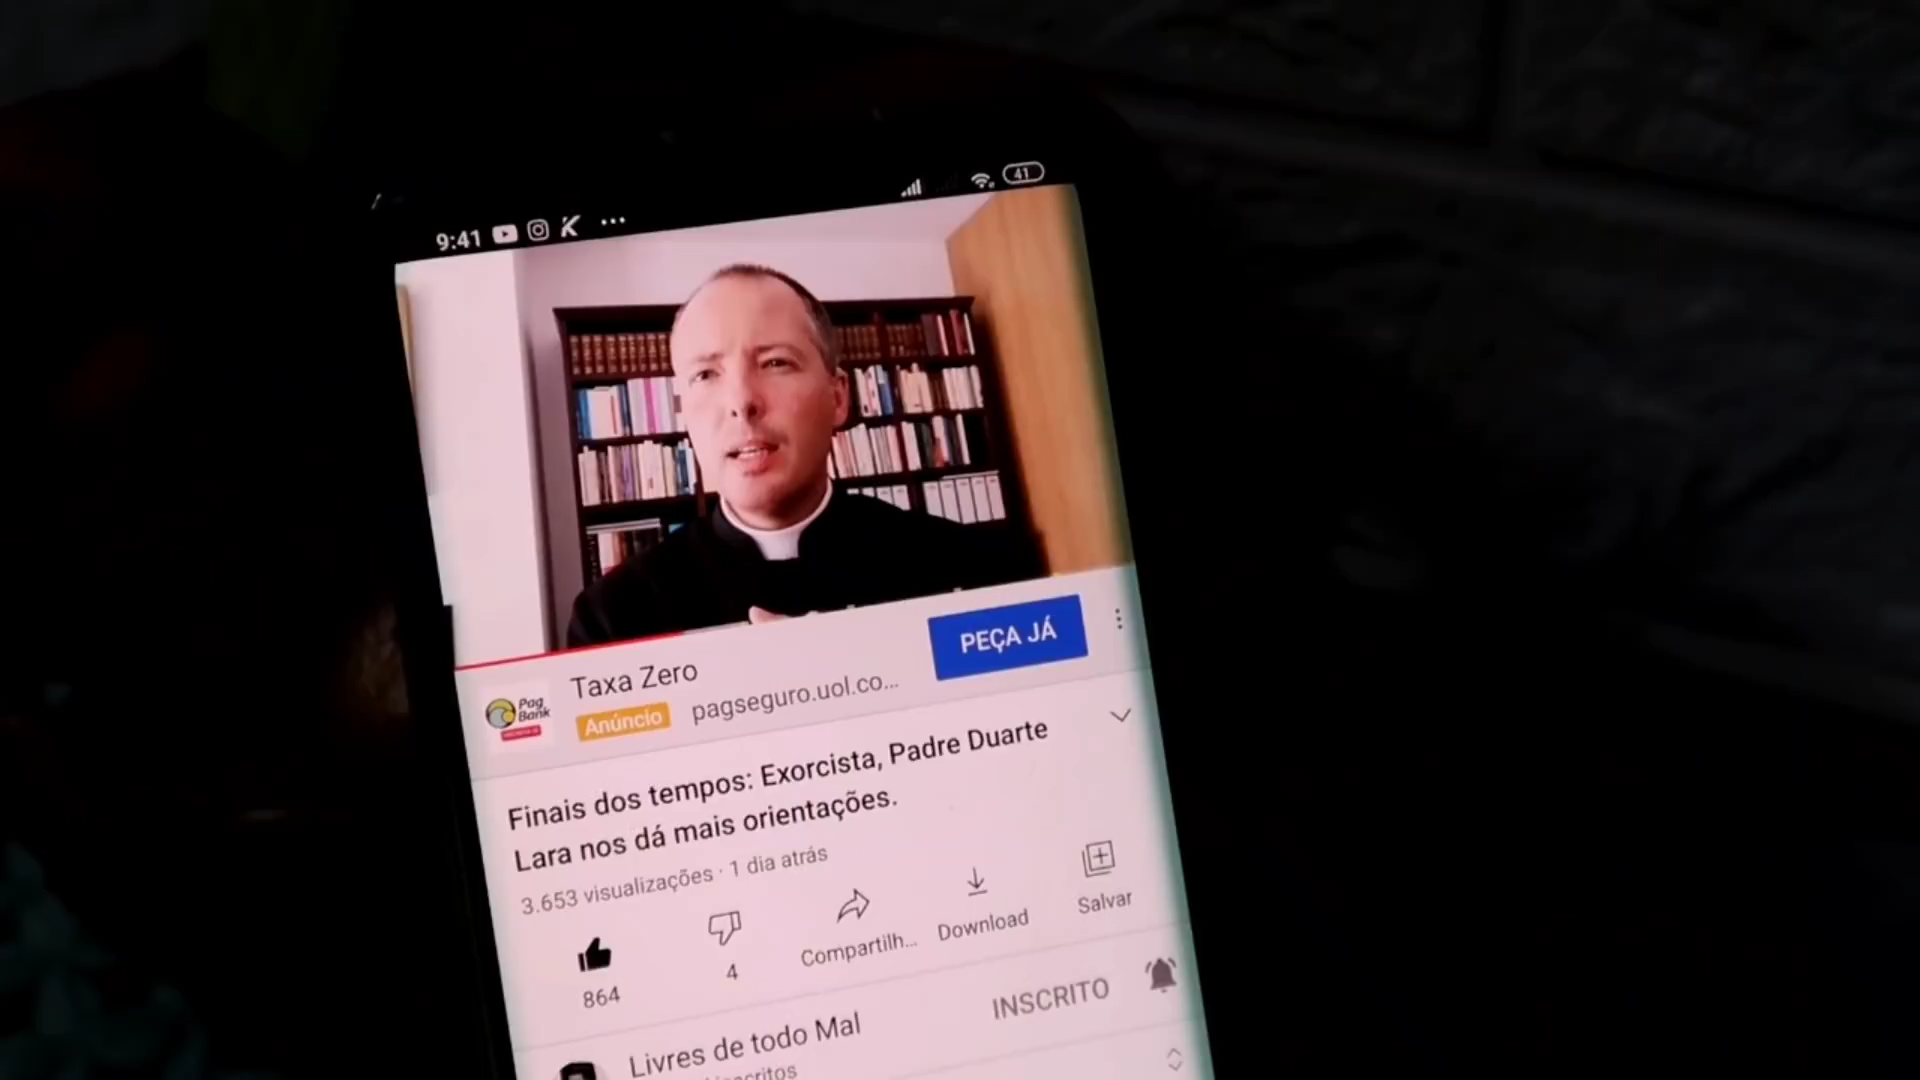 9:41
41
Taxa Zero
PEÇA JÁ
Pag
Bank
Anúncio
pagseguro.uol.co...
Finais dos tempos: Exorcista, Padre Duarte
Lara nos dá mais orientações.
3.653 visualizações · 1 dia atrás
864
4
Compartilh...
Download
Salvar
Livres de todo Mal
INSCRITO